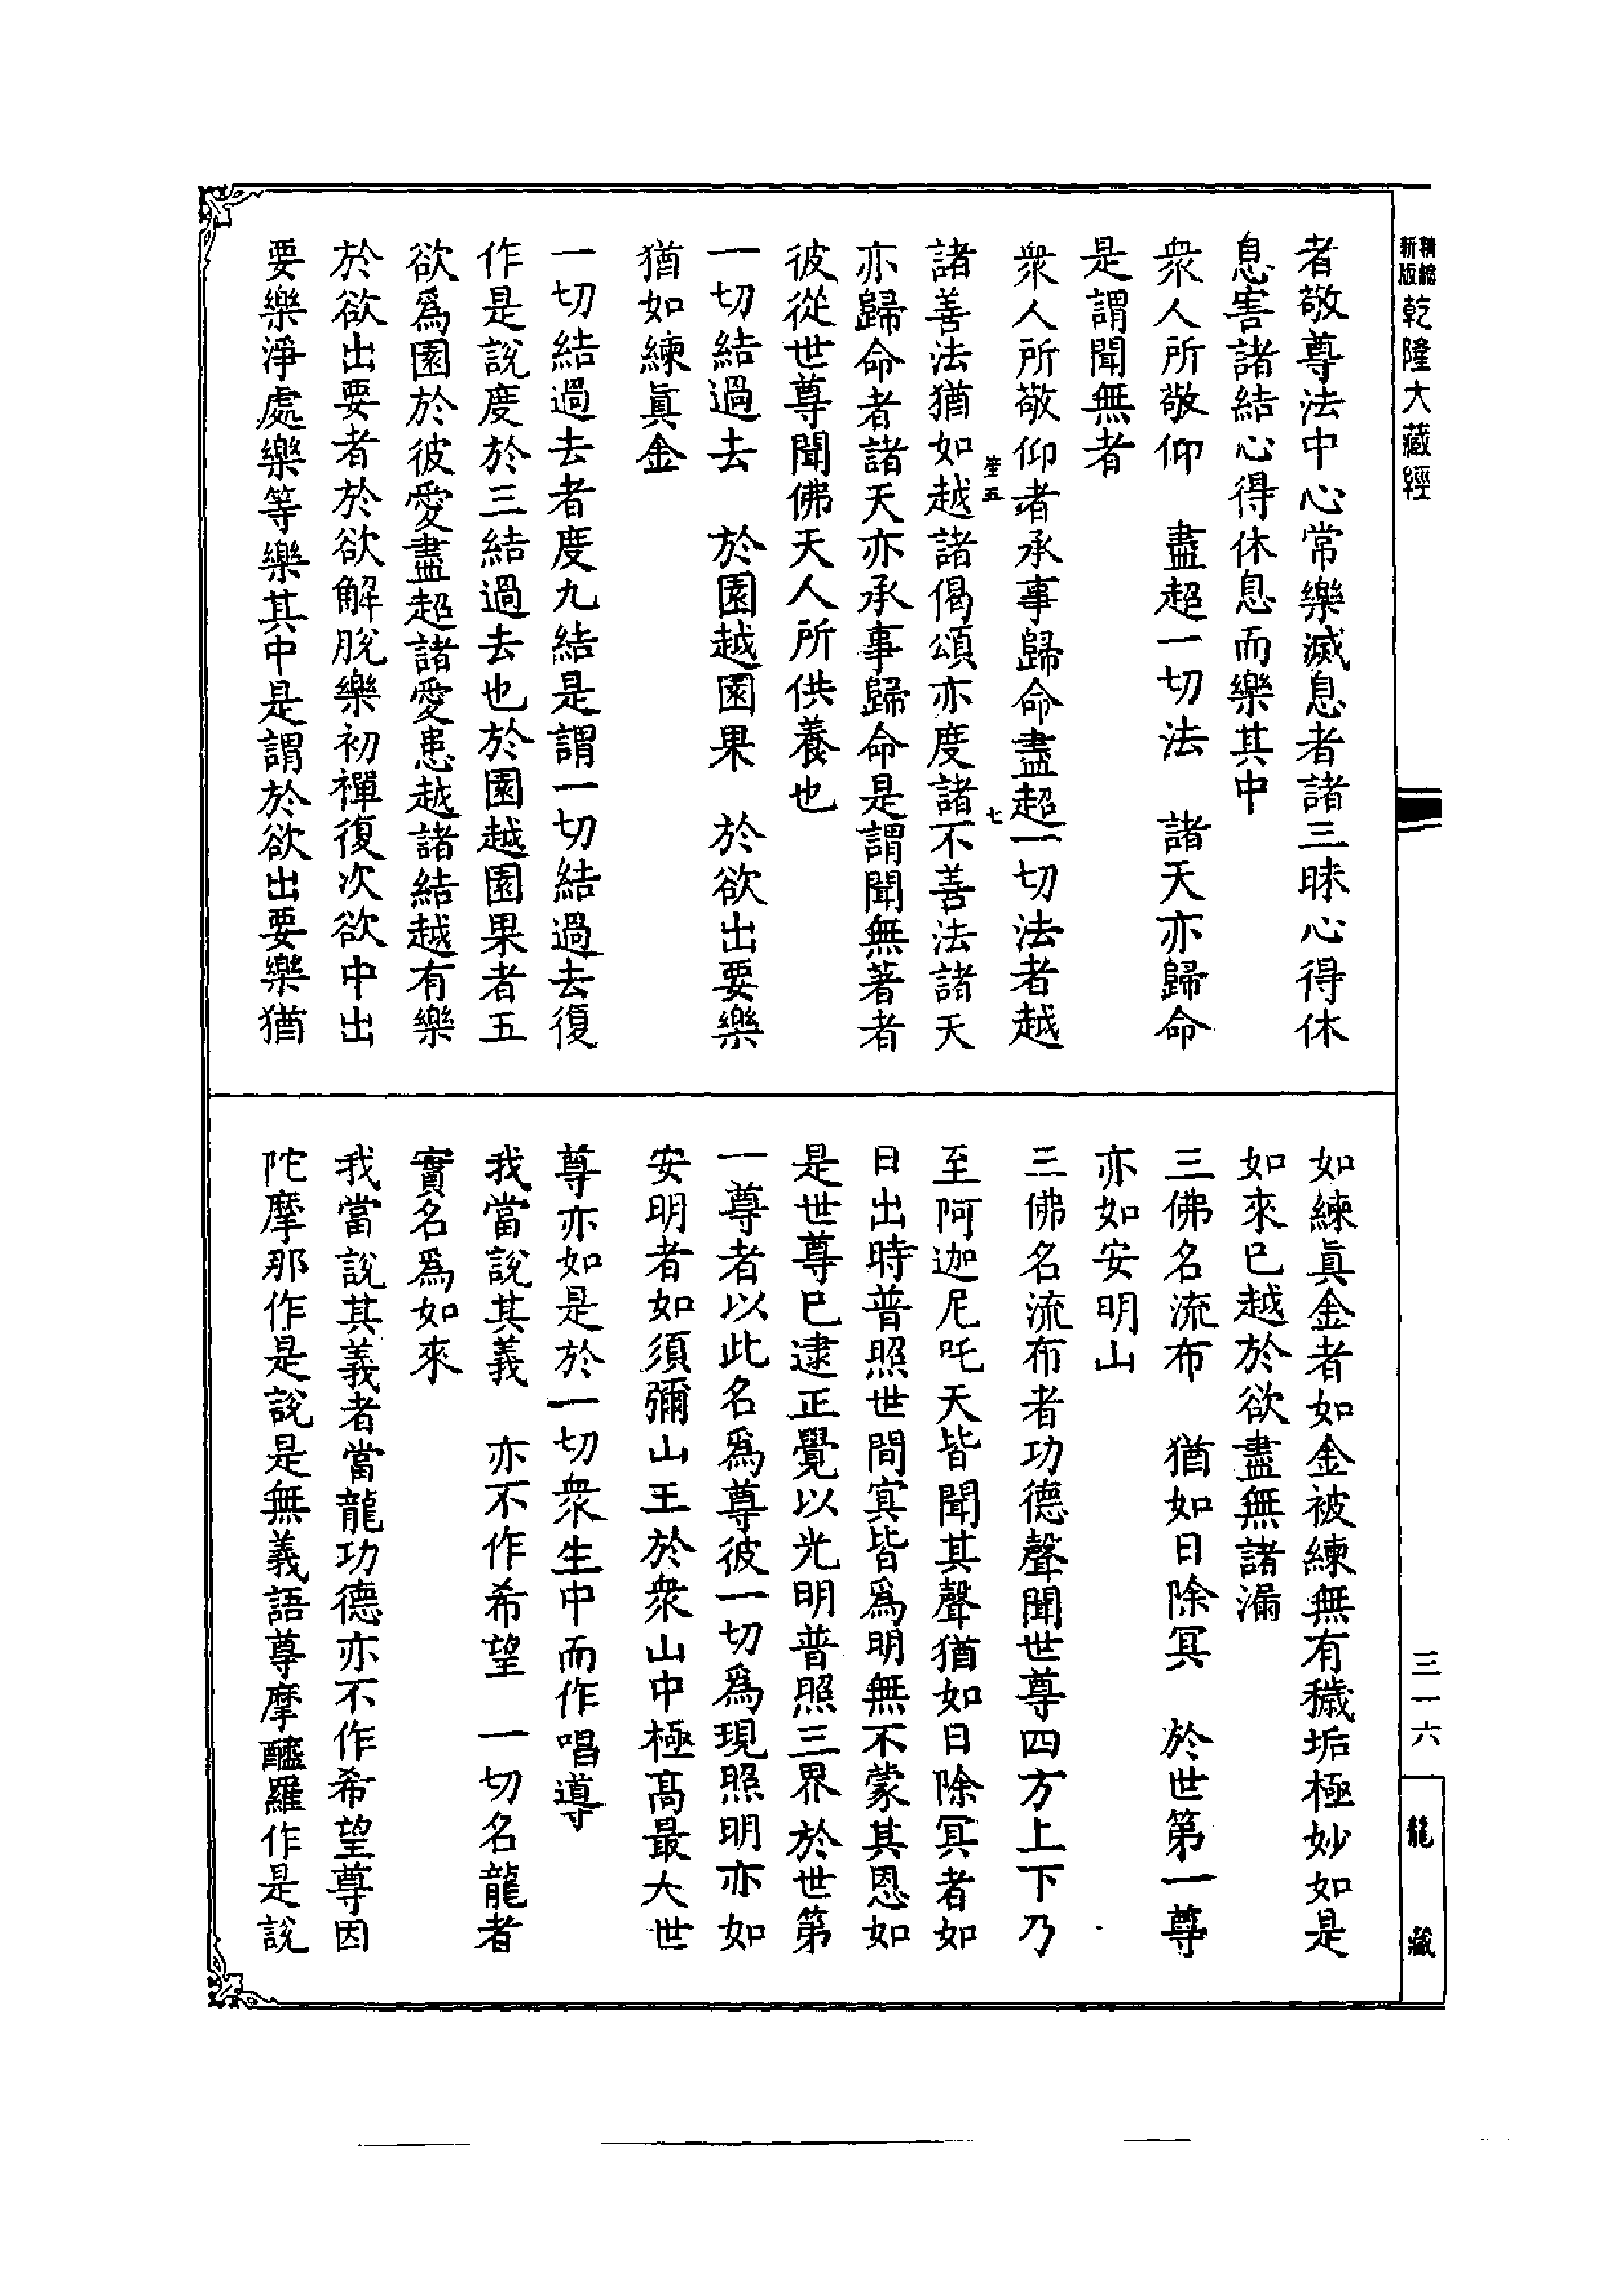 新版精縮 乾隆大藏經
者敬尊法中心常樂滅息者諸三昧心得休
息害諸結心得休息而樂其中
衆人所敬仰　盡超一切法　諸天亦歸命
是謂聞無者
衆人所敬仰者承事歸命盡超一切法者越
諸善法猶如越諸偈頌亦度諸不善法諸天
亦歸命者諸天亦承事歸命是謂聞無著者
彼從世尊聞佛天人所供養也
一切結過去　於園越園果　於欲出要樂
猶如練眞金
一切結過去者度九結是謂一切結過去復
作是說度於三結過去也於園越園果者五
欲爲園於彼愛盡超諸愛患越諸結越有樂
於欲出要者於欲解脫樂初禪復次欲中出
要樂淨處樂等樂其中是謂於欲出要樂猶
如練眞金者如金被練無有穢垢極妙如是
如來已越於欲盡無諸漏
三佛名流布　猶如日除冥　於世第一尊
亦如安明山
三佛名流布者功德聲聞世尊四方上下乃
至阿迦尼吒天皆聞其聲猶如日除冥者如
日出時普照世間冥皆爲明無不蒙其恩如
是世尊已逮正覺以光明普照三界於世第
一尊者以此名爲尊彼一切爲現照明亦如
安明者如須彌山王於衆山中極高最大世
尊亦如是於一切衆生中而作唱導
我當說其義　亦不作希望　一切名龍者
實名爲如來
我當說其義者當龍功德亦不作希望尊因
陀摩那作是說是無義語尊摩醯羅作是說
三一六
龍藏